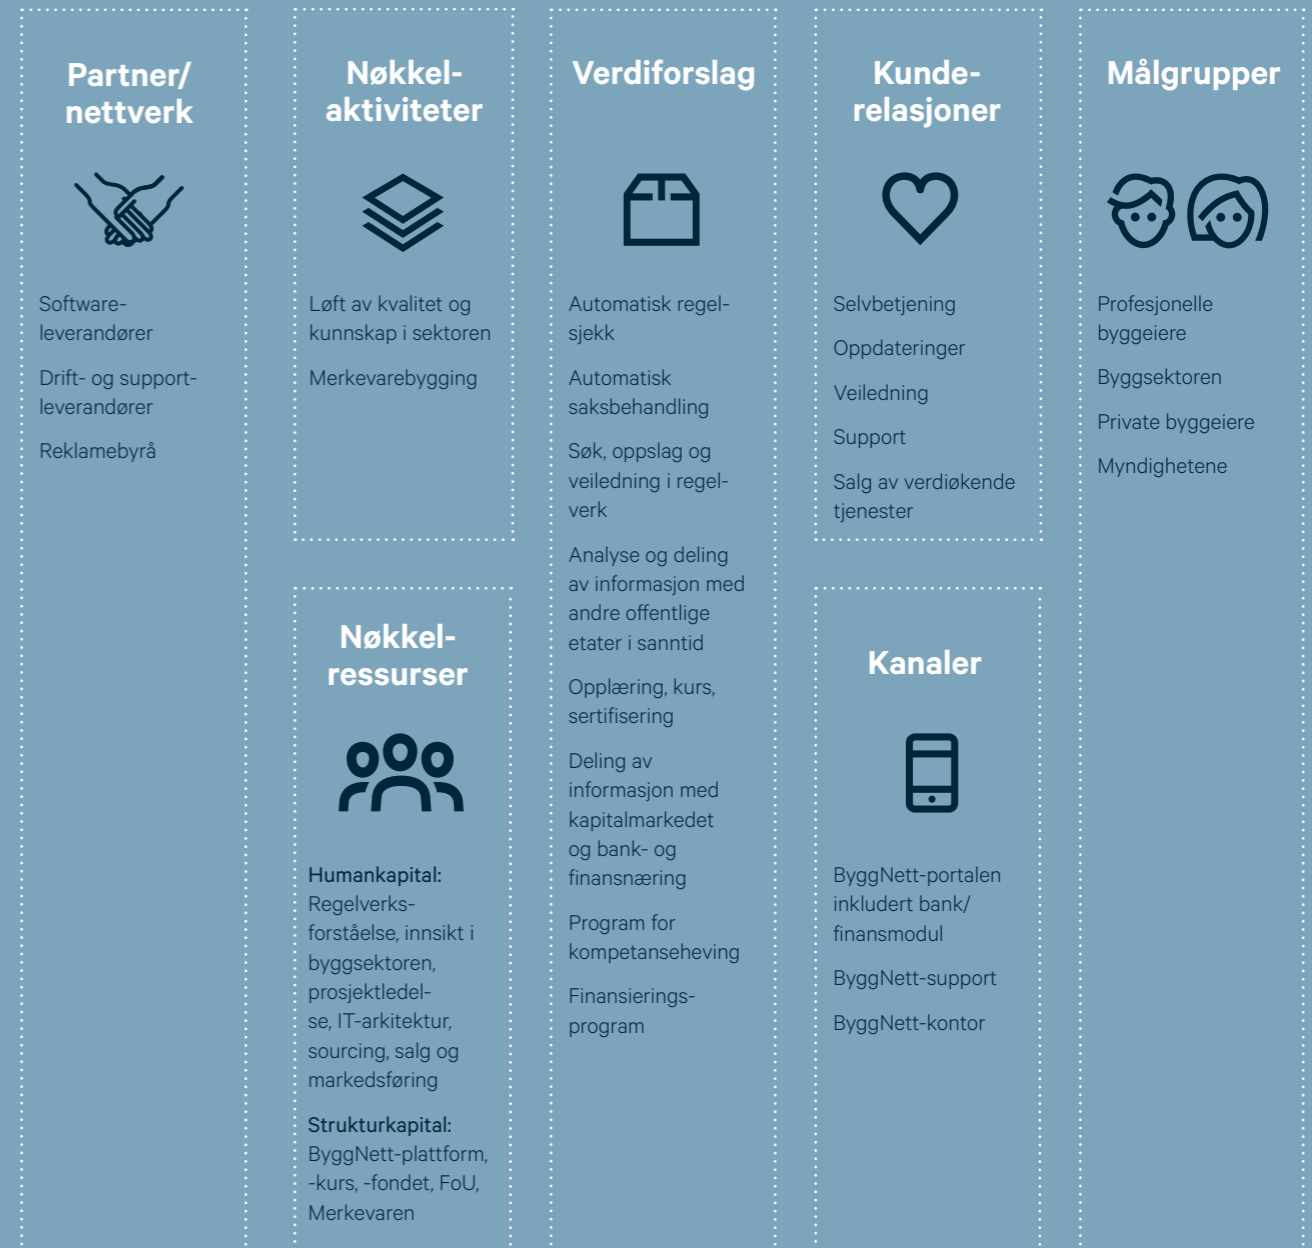 Partner/
nettverk
Software-
leverandører
Drift- og support-
leverandører
Reklamebyrå
Nøkkel-
aktiviteter
Løft av kvalitet og
kunnskap i sektoren
Merkevarebygging
Nøkkel-
ressurser
Humankapital:
Regelverks-
forståelse, innsikt i
byggsektoren,
prosjektledel-
se, IT-arkitektur,
sourcing, salg og
markedsføring
Strukturkapital:
ByggNett-plattform,
-kurs, -fondet, FoU,
Merkevaren
Verdiforslag
Automatisk regel-
sjekk
Automatisk
saksbehandling
Søk, oppslag og
veiledning i regel-
verk
Analyse og deling
av informasjon med
andre offentlige
etater i sanntid
Opplæring, kurs,
sertifisering
Deling av
informasjon med
kapitalmarkedet
og bank- og
finansnæring
Program for
kompetanseheving
Finansierings-
program
Kunde-
relasjoner
Selvbetjening
Oppdateringer
Veiledning
Support
Salg av verdiøkende
tjenester
Kanaler
ByggNett-portalen
inkludert bank/
finansmodul
ByggNett-support
ByggNett-kontor
Målgrupper
Profesjonelle
byggeiere
Byggsektoren
Private byggeiere
Myndighetene